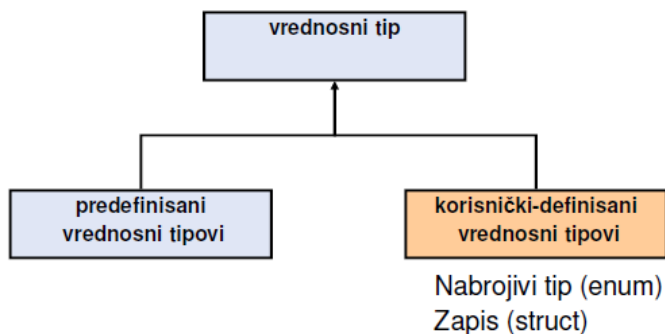 vrednosni tip
predefinisani
vrednosni tipovi
korisnički-definisani
vrednosni tipovi
Nabrojivi tip (enum)
Zapis (struct)